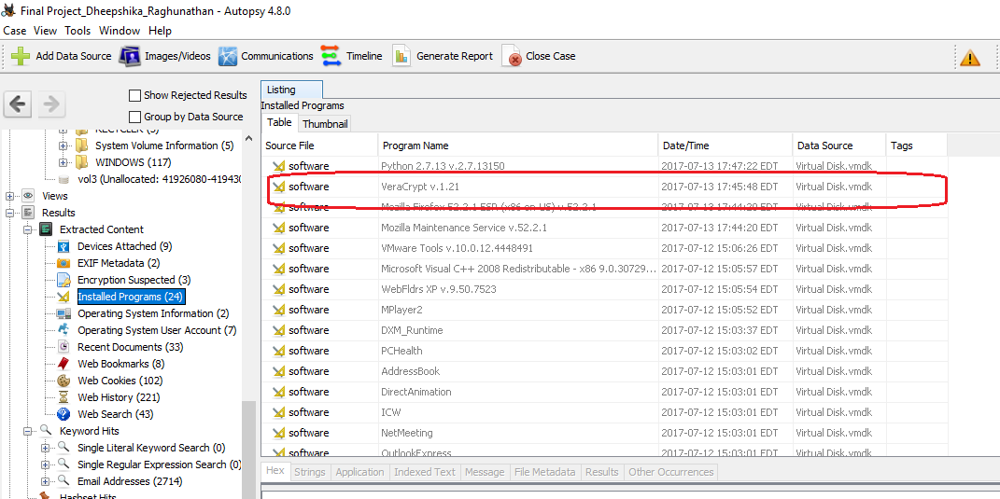 Final Project_Dheepshika_Raghunathan - Autopsy 4.8.0
Case View Tools Window Help
Add Data Source Images/Videos Communications Timeline Generate Report Close Case
Show Rejected Results
Group by Data Source
RECYCLER (3)
System Volume Information (5)
WINDOWS (117)
vol3 (Unallocated: 41926080-419430
Views
Results
Extracted Content
Devices Attached (9)
EXIF Metadata (2)
Encryption Suspected (3)
Installed Programs (24)
Operating System Information (2)
Operating System User Account (7)
Recent Documents (33)
Web Bookmarks (8)
Web Cookies (102)
Web History (221)
Web Search (43)
Keyword Hits
Single Literal Keyword Search (0)
Single Regular Expression Search (0)
Email Addresses (2714)
Hashset Hits
Listing
Installed Programs
Table Thumbnail
Source File Program Name Date/Time Data Source Tags
software Python 2.7.13 v.2.7.13150 2017-07-13 17:47:22 EDT Virtual Disk.vmdk
software VeraCrypt v.1.21 2017-07-13 17:45:48 EDT Virtual Disk.vmdk
software Mozilla Firefox 52.2.1 ESR (x86 en-US) v.52.2.1 2017-07-13 17:44:20 EDT Virtual Disk.vmdk
software Mozilla Maintenance Service v.52.2.1 2017-07-13 17:44:20 EDT Virtual Disk.vmdk
software VMware Tools v.10.0.12.4448491 2017-07-12 15:06:26 EDT Virtual Disk.vmdk
software Microsoft Visual C++ 2008 Redistributable - x86 9.0.30729... 2017-07-12 15:05:57 EDT Virtual Disk.vmdk
software WebFldrs XP v.9.50.7523 2017-07-12 15:05:54 EDT Virtual Disk.vmdk
software MPlayer2 2017-07-12 15:05:52 EDT Virtual Disk.vmdk
software DXM_Runtime 2017-07-12 15:03:37 EDT Virtual Disk.vmdk
software PCHealth 2017-07-12 15:03:02 EDT Virtual Disk.vmdk
software AddressBook 2017-07-12 15:03:01 EDT Virtual Disk.vmdk
software DirectAnimation 2017-07-12 15:03:01 EDT Virtual Disk.vmdk
software ICW 2017-07-12 15:03:01 EDT Virtual Disk.vmdk
software NetMeeting 2017-07-12 15:03:01 EDT Virtual Disk.vmdk
software OutlookExpress 2017-07-12 15:03:01 EDT Virtual Disk.vmdk
Hex Strings Application Indexed Text Message File Metadata Results Other Occurrences